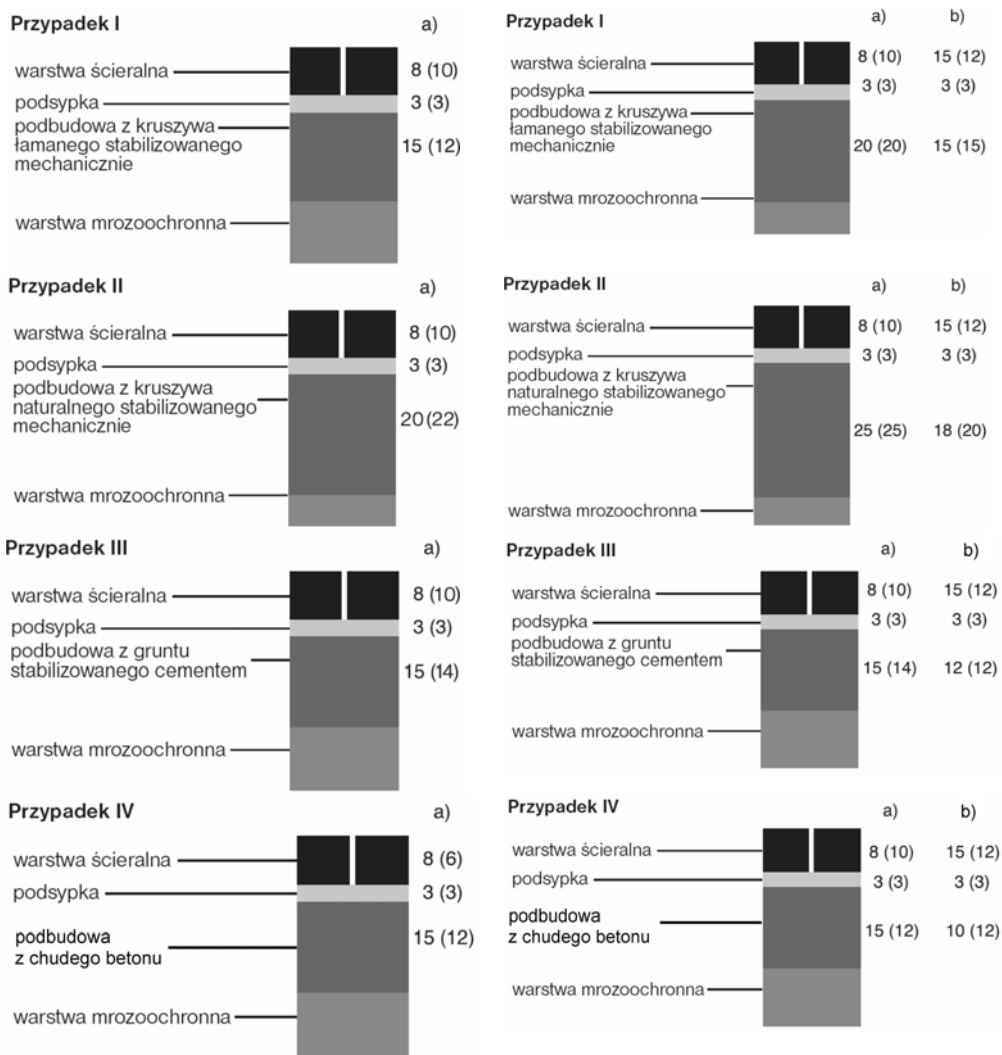 Przypadek I a)
warstwa ścieralna 8 (10)
podsypka 3 (3)
podbudowa z kruszywa
łamanego stabilizowanego 15 (12)
mechanicznie
warstwa mrozoochronna
Przypadek II a)
warstwa ścieralna 8 (10)
podsypka 3 (3)
podbudowa z kruszywa
naturalnego stabilizowanego
mechanicznie 20 (22)
warstwa mrozoochronna
Przypadek III a)
warstwa ścieralna 8 (10)
podsypka 3 (3)
podbudowa z gruntu
stabilizowanego cementem 15 (14)
warstwa mrozoochronna
Przypadek IV a)
warstwa ścieralna 8 (6)
podsypka 3 (3)
podbudowa 15 (12)
z chudego betonu
warstwa mrozoochronna
Przypadek I a) b)
warstwa ścieralna 8 (10) 15 (12)
podsypka 3 (3) 3 (3)
podbudowa z kruszywa
łamanego stabilizowanego
mechanicznie 20 (20) 15 (15)
warstwa mrozoochronna
Przypadek II a) b)
warstwa ścieralna 8 (10) 15 (12)
podsypka 3 (3) 3 (3)
podbudowa z kruszywa
naturalnego stabilizowanego
mechanicznie
25 (25) 18 (20)
warstwa mrozoochronna
Przypadek III a) b)
warstwa ścieralna 8 (10) 15 (12)
podsypka 3 (3) 3 (3)
podbudowa z gruntu
stabilizowanego cementem
15 (14) 12 (12)
warstwa mrozoochronna
Przypadek IV a) b)
warstwa ścieralna 8 (10) 15 (12)
podsypka 3 (3) 3 (3)
podbudowa
z chudego betonu 15 (12) 10 (12)
warstwa mrozoochronna